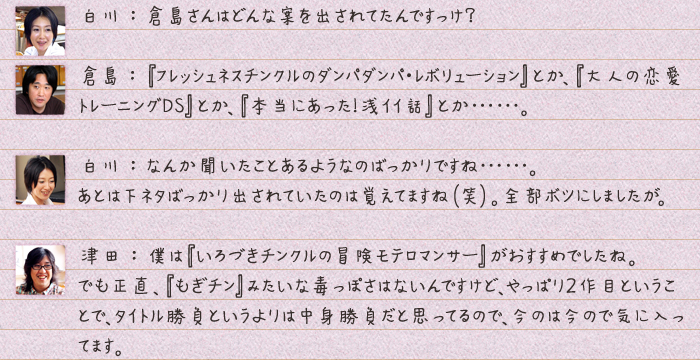 白川：倉島さんはどんな案を出されてたんですっけ?
倉島：『フレッシュネスチンクルのダンパダンパ・レボリューション』とか、『大人の恋愛
トレーニングDS』とか、『本当にあった!浅イイ話』とか……。
白川：なんか聞いたことあるようなのばっかりですね……。
あとは下ネタばっかり出されていたのは覚えてますね(笑)。全部ボツにしましたが。
津田：僕は『いろづきチンクルの冒険モテロマンサー』がおすすめでしたね。
でも正直、『もぎチン』みたいな毒っぽさはないんですけど、やっぱり2作目というこ
とで、タイトル勝負というよりは中身勝負だと思ってるので、今のは今ので気に入っ
てます。